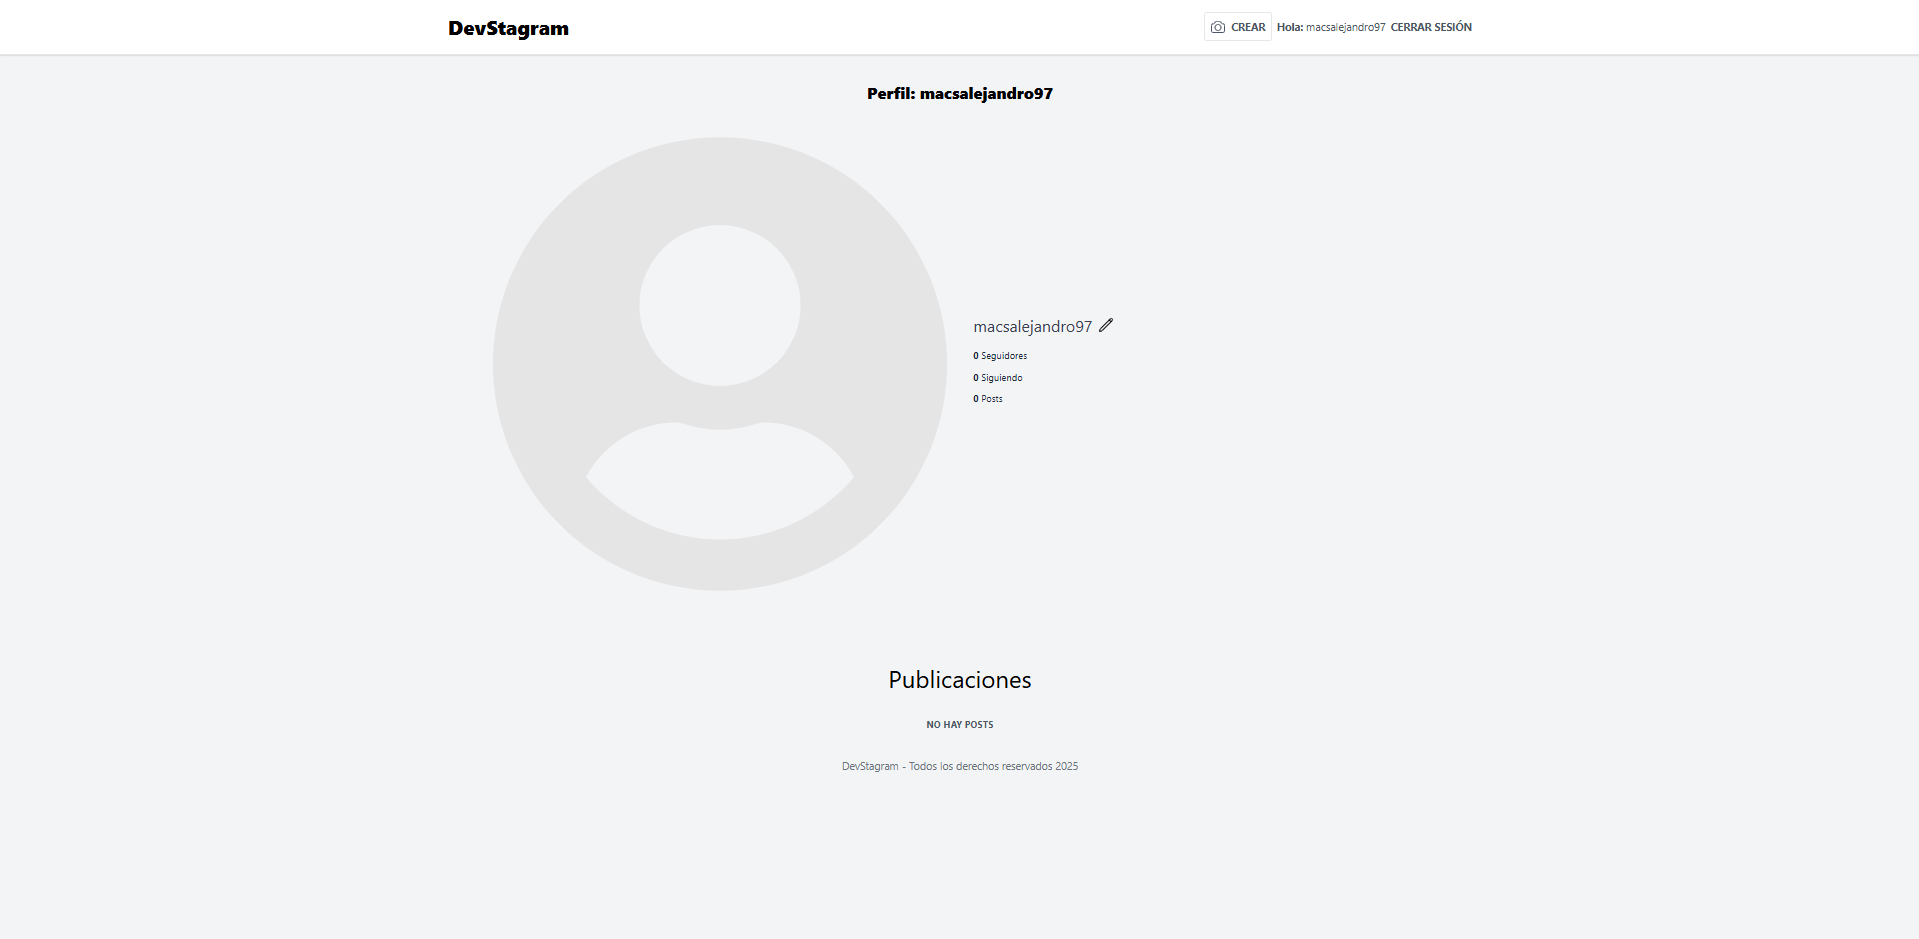 DevStagram
CREAR Hola: macsalejandro97 CERRAR SESIÓN
Perfil: macsalejandro97
macsalejandro97
0 Seguidores
0 Siguiendo
0 Posts
Publicaciones
NO HAY POSTS
DevStagram - Todos los derechos reservados 2025